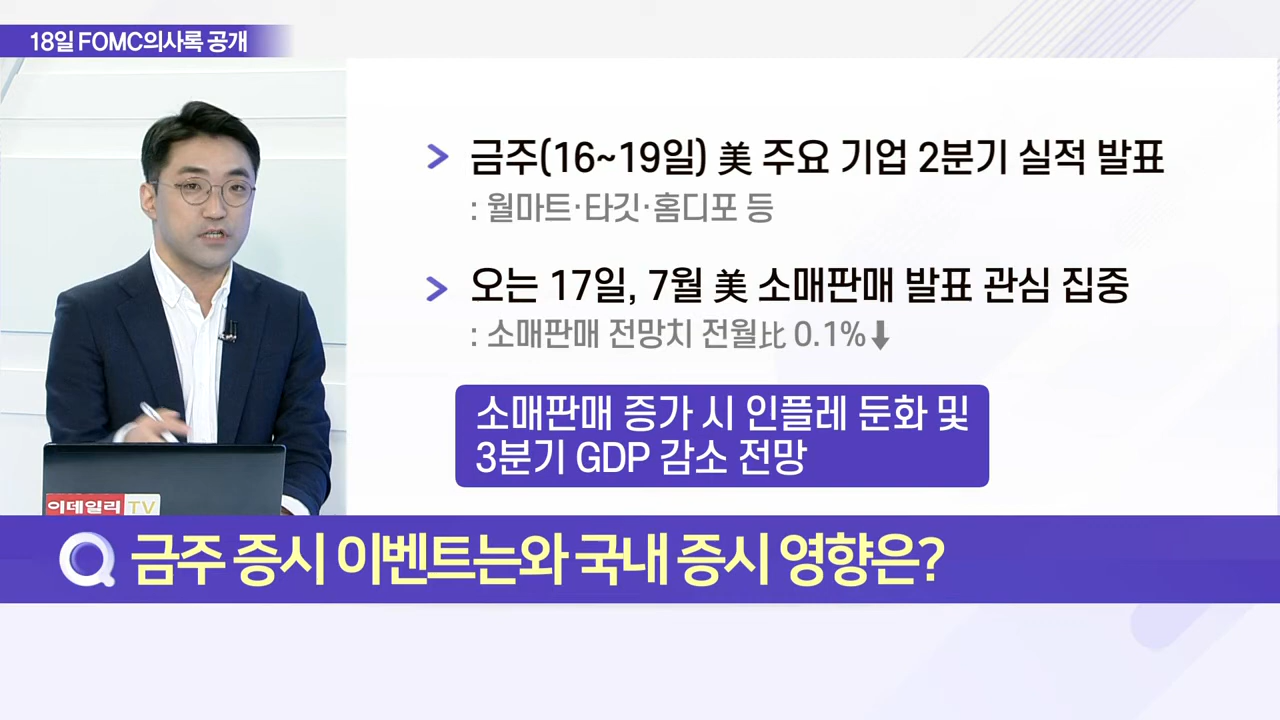 18일 FOMC의사록 공개
금주(16~19일) 美 주요 기업 2분기 실적 발표
: 월마트·타깃·홈디포 등
오는 17일, 7월 美 소매판매 발표 관심 집중
: 소매판매 전망치 전월比 0.1%⬇
소매판매 증가 시 인플레 둔화 및
3분기 GDP 감소 전망
이데일리 TV
금주 증시 이벤트는와 국내 증시 영향은?